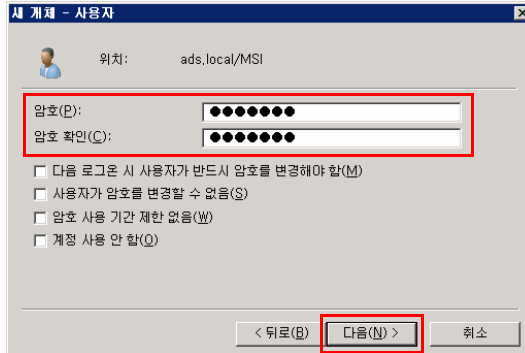 새 개체 - 사용자
위치: ads.local/MSI
암호(P): ●●●●●●●
암호 확인(C): ●●●●●●●
다음 로그온 시 사용자가 반드시 암호를 변경해야 함(M)
사용자가 암호를 변경할 수 없음(S)
암호 사용 기간 제한 없음(W)
계정 사용 안 함(O)
< 뒤로(B) 다음(N) > 취소